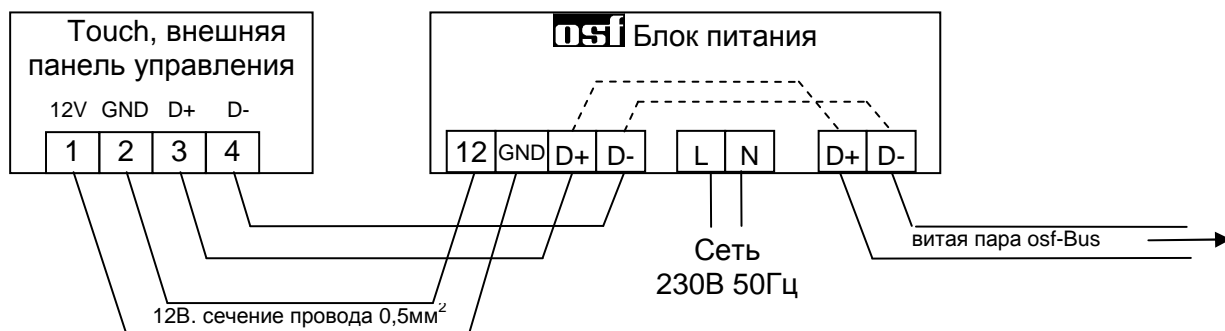 Touch, внешняя
панель управления
12V GND D+ D-
1 2 3 4
osf Блок питания
12 GND D+ D- L N D+ D-
Сеть
230В 50Гц
витая пара osf-Bus
12В. сечение провода 0,5мм²